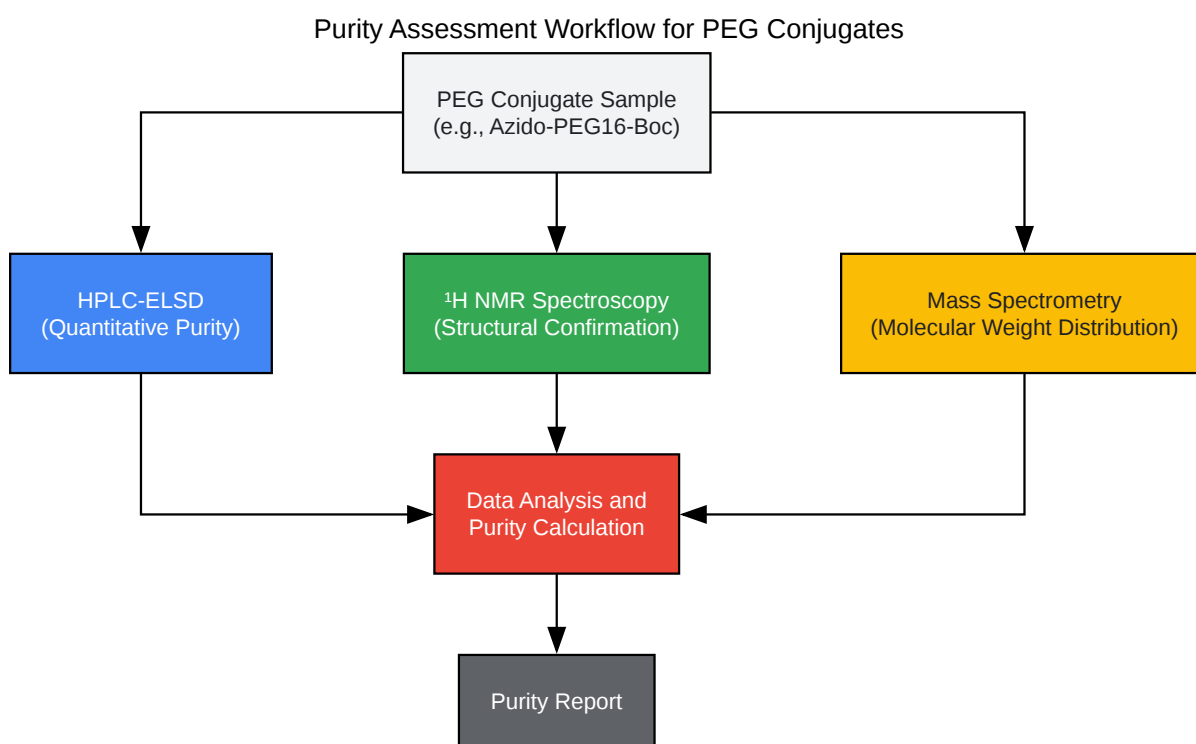 Purity Assessment Workflow for PEG Conjugates
PEG Conjugate Sample
(e.g., Azido-PEG16-Boc)
HPLC-ELSD
(Quantitative Purity)
¹H NMR Spectroscopy
(Structural Confirmation)
Mass Spectrometry
(Molecular Weight Distribution)
Data Analysis and
Purity Calculation
Purity Report